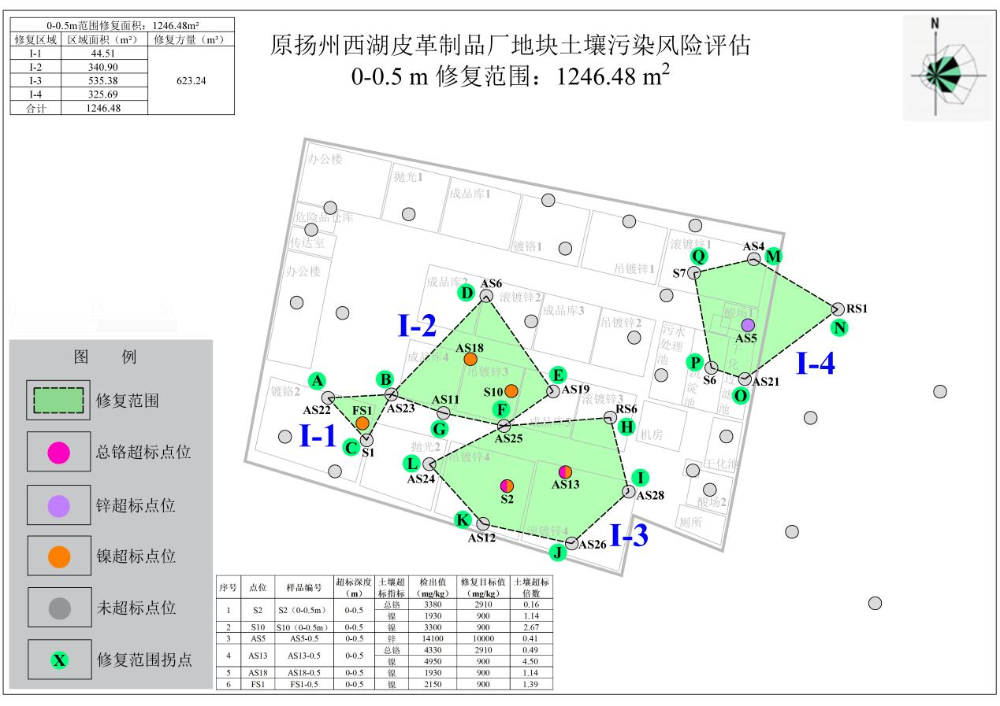 0-0.5m范围修复面积：1246.48m²
修复区域 区域面积（m²） 修复方量（m³）
I-1 44.51
I-2 340.90
I-3 535.38 623.24
I-4 325.69
合计 1246.48
原扬州西湖皮革制品厂地块土壤污染风险评估
0-0.5 m 修复范围：1246.48 m²
N
办公楼
抛光1
成品库1
危险品仓库
传达室
镀铬1
滚镀锌1
吊镀锌1
办公楼
Q
AS4
M
S7
成品库2
AS6
D
滚镀锌2
成品库3
吊镀锌2
酸场1
RS1
N
AS5
I-2
I-4
污水
处理
池
干
化
过
滤
池
沉
淀
池
AS18
成品库4
吊镀锌3
P
S6
AS21
O
0 15 30
图 例
修复范围
总铬超标点位
锌超标点位
镍超标点位
未超标点位
X
修复范围拐点
A
B
E
镀铬2
AS22
AS23
S10
AS19
AS11
F
滚镀锌3
RS6
FS1
G
AS25
成品库5
H
机房
I-1
C
S1
抛光2
吊镀锌4
L
AS24
干化池
S2
AS13
I
AS28
酸场2
厕所
K
AS12
滚镀锌4
AS26
J
I-3
序号 点位 样品编号 超标深度（m） 土壤超标指标 检出值（mg/kg） 修复目标值（mg/kg） 土壤超标倍数
1 S2 S2（0-0.5m） 0-0.5 总铬 3380 2910 0.16
镍 1930 900 1.14
2 S10 S10（0-0.5m） 0-0.5 镍 3300 900 2.67
3 AS5 AS5-0.5 0-0.5 锌 14100 10000 0.41
4 AS13 AS13-0.5 0-0.5 总铬 4330 2910 0.49
镍 4950 900 4.50
5 AS18 AS18-0.5 0-0.5 镍 1930 900 1.14
6 FS1 FS1-0.5 0-0.5 镍 2150 900 1.39